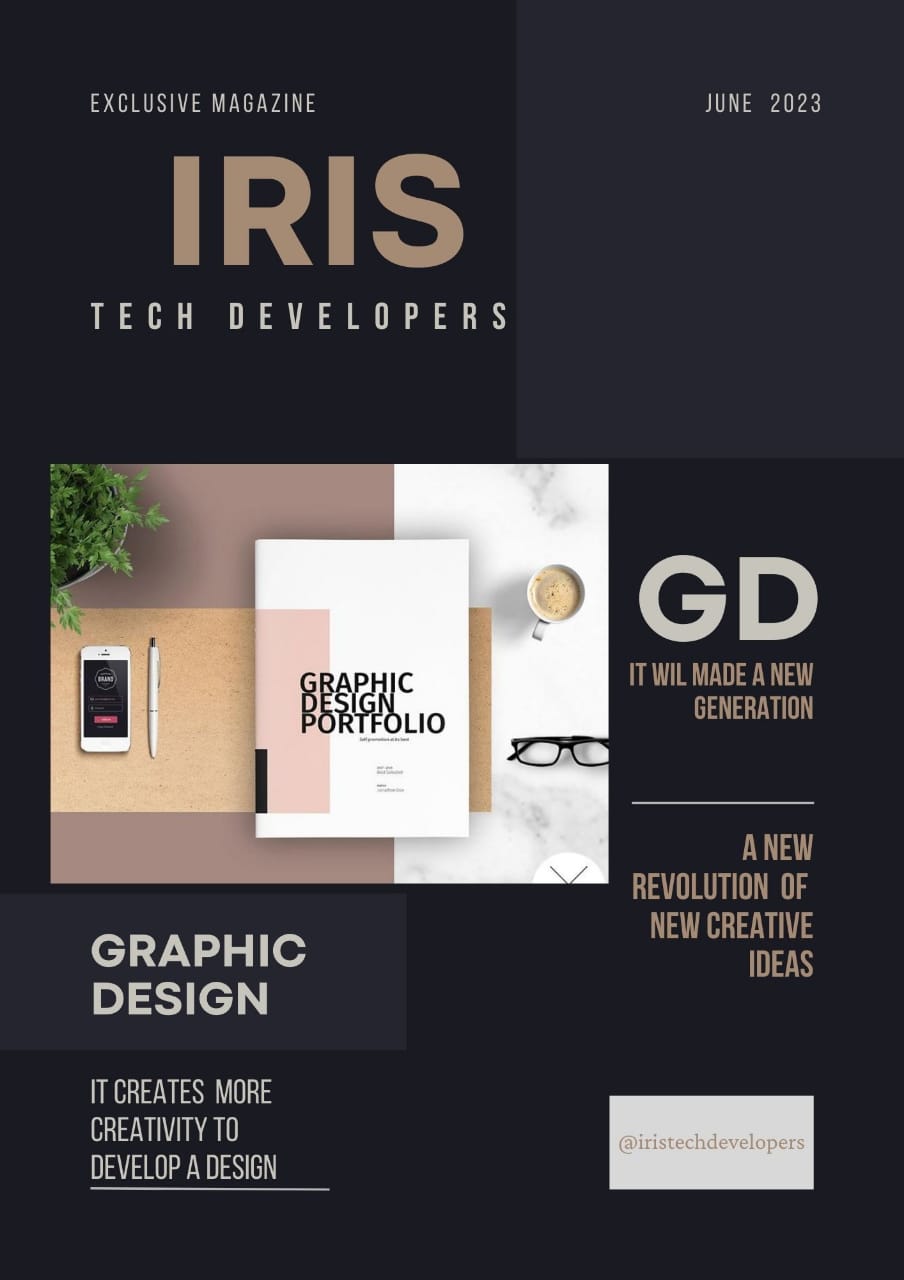 EXCLUSIVE MAGAZINE
JUNE 2023
IRIS
TECH DEVELOPERS
BRAND
GRAPHIC
DESIGN
PORTFOLIO
Self promotion at its best
GD
IT WIL MADE A NEW
GENERATION
A NEW
REVOLUTION OF
NEW CREATIVE
IDEAS
GRAPHIC
DESIGN
IT CREATES MORE
CREATIVITY TO
DEVELOP A DESIGN
@iristechdevelopers